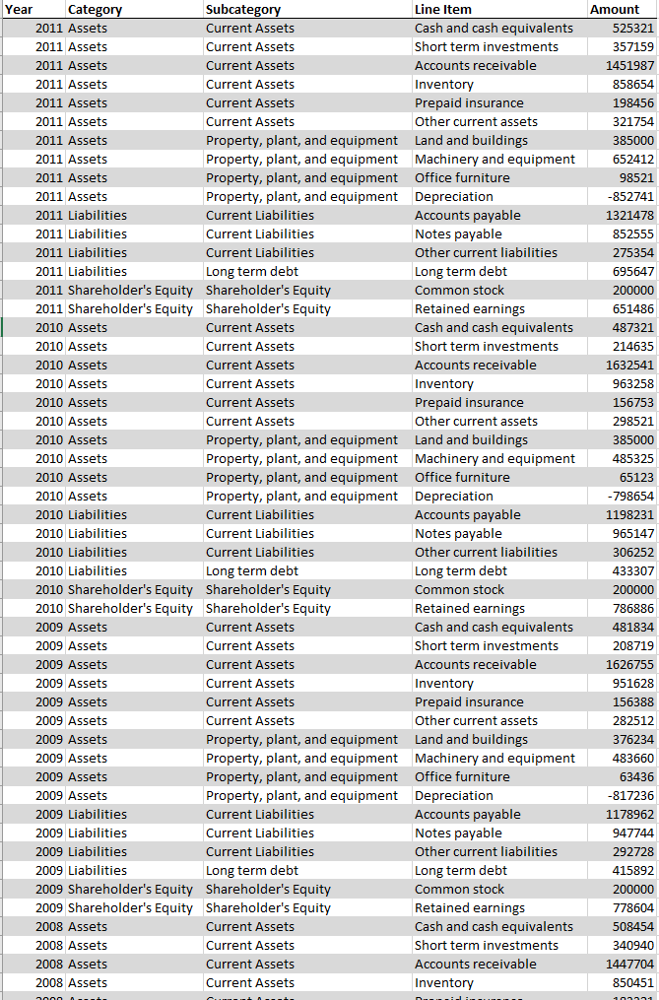 Year Category Subcategory Line Item Amount
2011 Assets Current Assets Cash and cash equivalents 525321
2011 Assets Current Assets Short term investments 357159
2011 Assets Current Assets Accounts receivable 1451987
2011 Assets Current Assets Inventory 858654
2011 Assets Current Assets Prepaid insurance 198456
2011 Assets Current Assets Other current assets 321754
2011 Assets Property, plant, and equipment Land and buildings 385000
2011 Assets Property, plant, and equipment Machinery and equipment 652412
2011 Assets Property, plant, and equipment Office furniture 98521
2011 Assets Property, plant, and equipment Depreciation -852741
2011 Liabilities Current Liabilities Accounts payable 1321478
2011 Liabilities Current Liabilities Notes payable 852555
2011 Liabilities Current Liabilities Other current liabilities 275354
2011 Liabilities Long term debt Long term debt 695647
2011 Shareholder's Equity Shareholder's Equity Common stock 200000
2011 Shareholder's Equity Shareholder's Equity Retained earnings 651486
2010 Assets Current Assets Cash and cash equivalents 487321
2010 Assets Current Assets Short term investments 214635
2010 Assets Current Assets Accounts receivable 1632541
2010 Assets Current Assets Inventory 963258
2010 Assets Current Assets Prepaid insurance 156753
2010 Assets Current Assets Other current assets 298521
2010 Assets Property, plant, and equipment Land and buildings 385000
2010 Assets Property, plant, and equipment Machinery and equipment 485325
2010 Assets Property, plant, and equipment Office furniture 65123
2010 Assets Property, plant, and equipment Depreciation -798654
2010 Liabilities Current Liabilities Accounts payable 1198231
2010 Liabilities Current Liabilities Notes payable 965147
2010 Liabilities Current Liabilities Other current liabilities 306252
2010 Liabilities Long term debt Long term debt 433307
2010 Shareholder's Equity Shareholder's Equity Common stock 200000
2010 Shareholder's Equity Shareholder's Equity Retained earnings 786886
2009 Assets Current Assets Cash and cash equivalents 481834
2009 Assets Current Assets Short term investments 208719
2009 Assets Current Assets Accounts receivable 1626755
2009 Assets Current Assets Inventory 951628
2009 Assets Current Assets Prepaid insurance 156388
2009 Assets Current Assets Other current assets 282512
2009 Assets Property, plant, and equipment Land and buildings 376234
2009 Assets Property, plant, and equipment Machinery and equipment 483660
2009 Assets Property, plant, and equipment Office furniture 63436
2009 Assets Property, plant, and equipment Depreciation -817236
2009 Liabilities Current Liabilities Accounts payable 1178962
2009 Liabilities Current Liabilities Notes payable 947744
2009 Liabilities Current Liabilities Other current liabilities 292728
2009 Liabilities Long term debt Long term debt 415892
2009 Shareholder's Equity Shareholder's Equity Common stock 200000
2009 Shareholder's Equity Shareholder's Equity Retained earnings 778604
2008 Assets Current Assets Cash and cash equivalents 508454
2008 Assets Current Assets Short term investments 340940
2008 Assets Current Assets Accounts receivable 1447704
2008 Assets Current Assets Inventory 850451